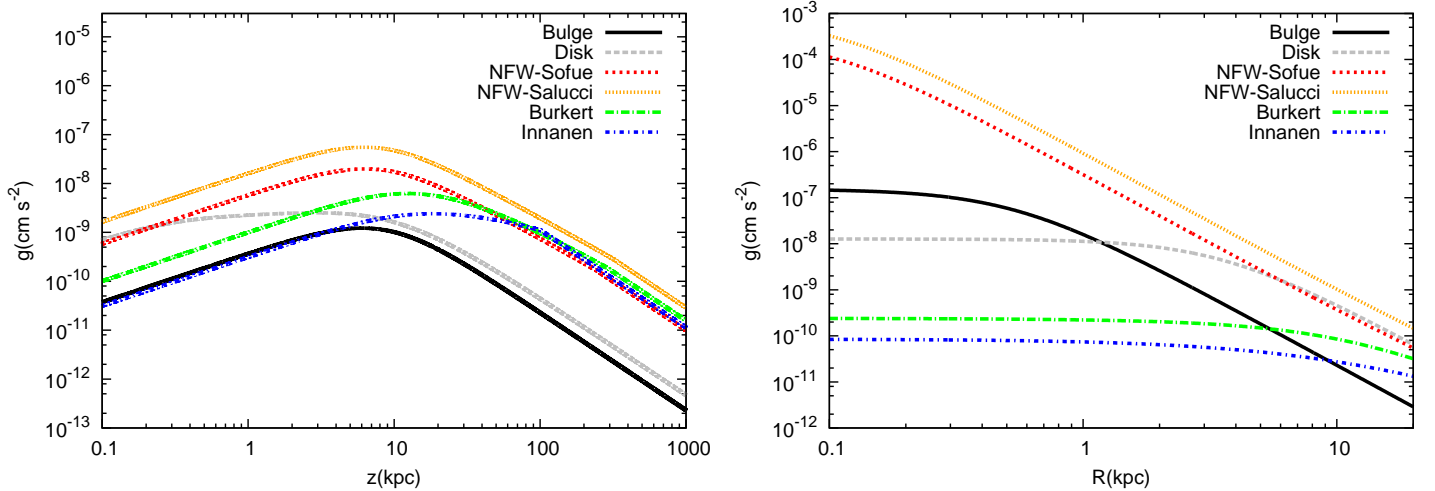 10^-5
10^-6
10^-7
10^-8
10^-9
10^-10
10^-11
10^-12
10^-13
g(cm s^-2)
0.1 1 10 100 1000
z(kpc)
Bulge
Disk
NFW-Sofue
NFW-Salucci
Burkert
Innanen
10^-3
10^-4
10^-5
10^-6
10^-7
10^-8
10^-9
10^-10
10^-11
10^-12
g(cm s^-2)
0.1 1 10
R(kpc)
Bulge
Disk
NFW-Sofue
NFW-Salucci
Burkert
Innanen